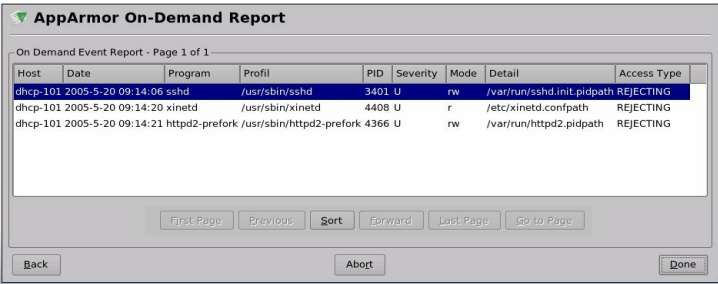 AppArmor On-Demand Report
On Demand Event Report - Page 1 of 1
Host Date Program Profil PID Severity Mode Detail Access Type
dhcp-101 2005-5-20 09:14:06 sshd /usr/sbin/sshd 3401 U rw /var/run/sshd.init.pidpath REJECTING
dhcp-101 2005-5-20 09:14:20 xinetd /usr/sbin/xinetd 4408 U r /etc/xinetd.confpath REJECTING
dhcp-101 2005-5-20 09:14:21 httpd2-prefork /usr/sbin/httpd2-prefork 4366 U rw /var/run/httpd2.pidpath REJECTING
First Page Previous Sort Forward Last Page Go to Page
Back Abort Done